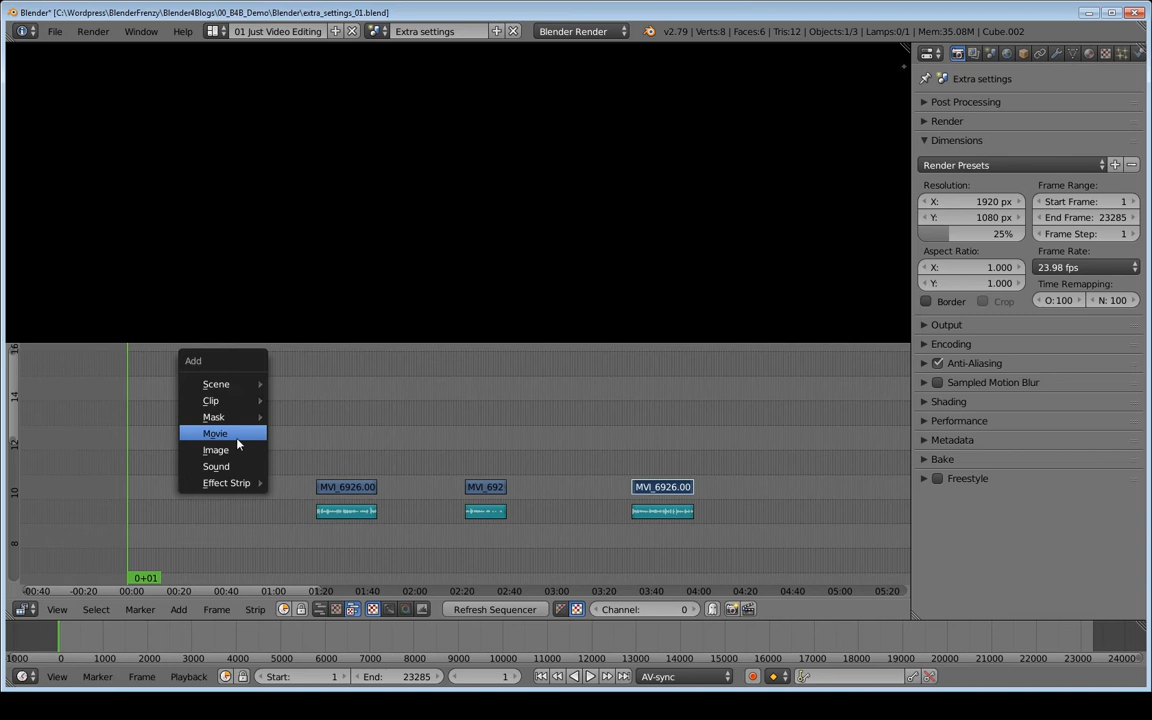 Blender* [C:\Wordpress\BlenderFrenzy\Blender4Blogs\00_B4B_Demo\Blender\extra_settings_01.blend]
File Render Window Help 01 Just Video Editing Extra settings Blender Render v2.79 | Verts:8 | Faces:6 | Tris:12 | Objects:1/3 | Lamps:0/1 | Mem:35.08M | Cube.002
Extra settings
Post Processing
Render
Dimensions
Render Presets
Resolution: Frame Range:
X: 1920 px Start Frame: 1
Y: 1080 px End Frame: 23285
25% Frame Step: 1
Aspect Ratio: Frame Rate:
X: 1.000 23.98 fps
Y: 1.000 Time Remapping:
Border Crop O: 100 N: 100
Output
Encoding
Anti-Aliasing
Sampled Motion Blur
Shading
Performance
Metadata
Bake
Freestyle
16
14
12
10
8
Add
Scene
Clip
Mask
Movie
Image
Sound
Effect Strip
MVI_6926.00 MVI_692 MVI_6926.00
0+01
-00:40 -00:20 00:00 00:20 00:40 01:00 01:20 01:40 02:00 02:20 02:40 03:00 03:20 03:40 04:00 04:20 04:40 05:00 05:20
View Select Marker Add Frame Strip Refresh Sequencer Channel: 0
1000 0 1000 2000 3000 4000 5000 6000 7000 8000 9000 10000 11000 12000 13000 14000 15000 16000 17000 18000 19000 20000 21000 22000 23000 24000
View Marker Frame Playback Start: 1 End: 23285 1 AV-sync